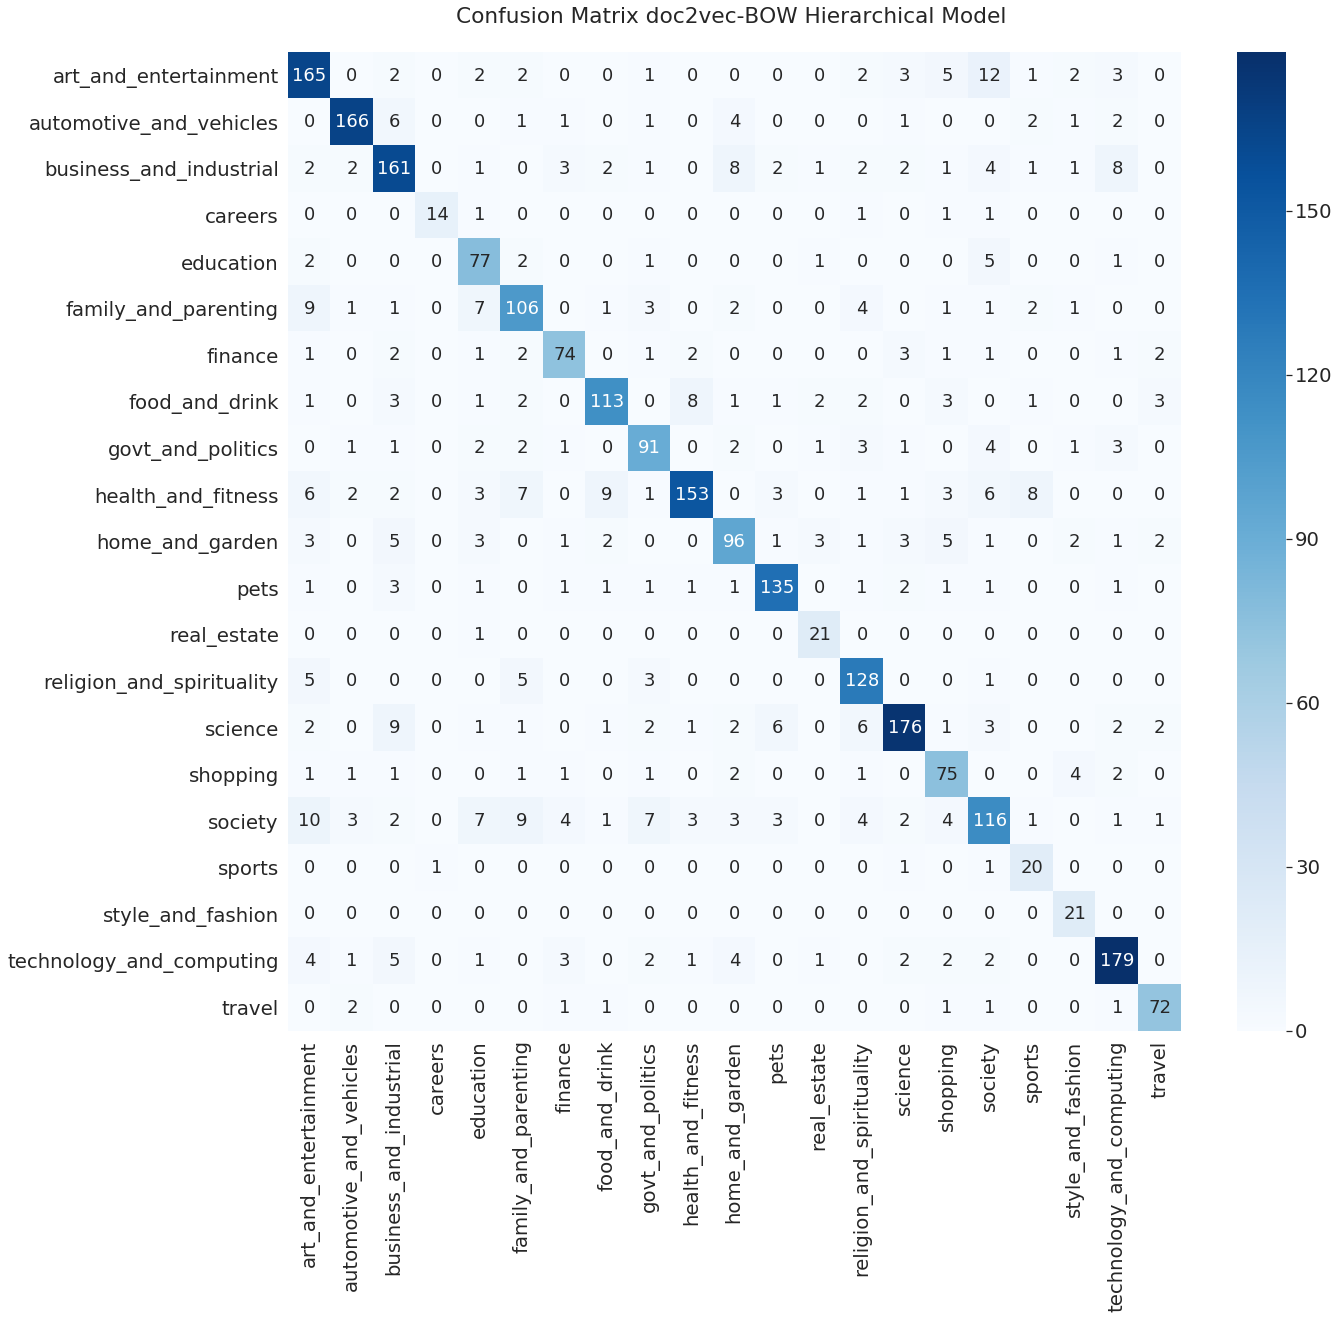 Confusion Matrix doc2vec-BOW Hierarchical Model
art_and_entertainment 165 0 2 0 2 2 0 0 1 0 0 0 0 2 3 5 12 1 2 3 0
automotive_and_vehicles 0 166 6 0 0 1 1 0 1 0 4 0 0 0 1 0 0 2 1 2 0
business_and_industrial 2 2 161 0 1 0 3 2 1 0 8 2 1 2 2 1 4 1 1 8 0
careers 0 0 0 14 1 0 0 0 0 0 0 0 0 1 0 1 1 0 0 0 0
education 2 0 0 0 77 2 0 0 1 0 0 0 1 0 0 0 5 0 0 1 0
family_and_parenting 9 1 1 0 7 106 0 1 3 0 2 0 0 4 0 1 1 2 1 0 0
finance 1 0 2 0 1 2 74 0 1 2 0 0 0 0 3 1 1 0 0 1 2
food_and_drink 1 0 3 0 1 2 0 113 0 8 1 1 2 2 0 3 0 1 0 0 3
govt_and_politics 0 1 1 0 2 2 1 0 91 0 2 0 1 3 1 0 4 0 1 3 0
health_and_fitness 6 2 2 0 3 7 0 9 1 153 0 3 0 1 1 3 6 8 0 0 0
home_and_garden 3 0 5 0 3 0 1 2 0 0 96 1 3 1 3 5 1 0 2 1 2
pets 1 0 3 0 1 0 1 1 1 1 1 135 0 1 2 1 1 0 0 1 0
real_estate 0 0 0 0 1 0 0 0 0 0 0 0 21 0 0 0 0 0 0 0 0
religion_and_spirituality 5 0 0 0 0 5 0 0 3 0 0 0 0 128 0 0 1 0 0 0 0
science 2 0 9 0 1 1 0 1 2 1 2 6 0 6 176 1 3 0 0 2 2
shopping 1 1 1 0 0 1 1 0 1 0 2 0 0 1 0 75 0 0 4 2 0
society 10 3 2 0 7 9 4 1 7 3 3 3 0 4 2 4 116 1 0 1 1
sports 0 0 0 1 0 0 0 0 0 0 0 0 0 0 1 0 1 20 0 0 0
style_and_fashion 0 0 0 0 0 0 0 0 0 0 0 0 0 0 0 0 0 0 21 0 0
technology_and_computing 4 1 5 0 1 0 3 0 2 1 4 0 1 0 2 2 2 0 0 179 0
travel 0 2 0 0 0 0 1 1 0 0 0 0 0 0 0 1 1 0 0 1 72
art_and_entertainment
automotive_and_vehicles
business_and_industrial
careers
education
family_and_parenting
finance
food_and_drink
govt_and_politics
health_and_fitness
home_and_garden
pets
real_estate
religion_and_spirituality
science
shopping
society
sports
style_and_fashion
technology_and_computing
travel
150
120
90
60
30
0